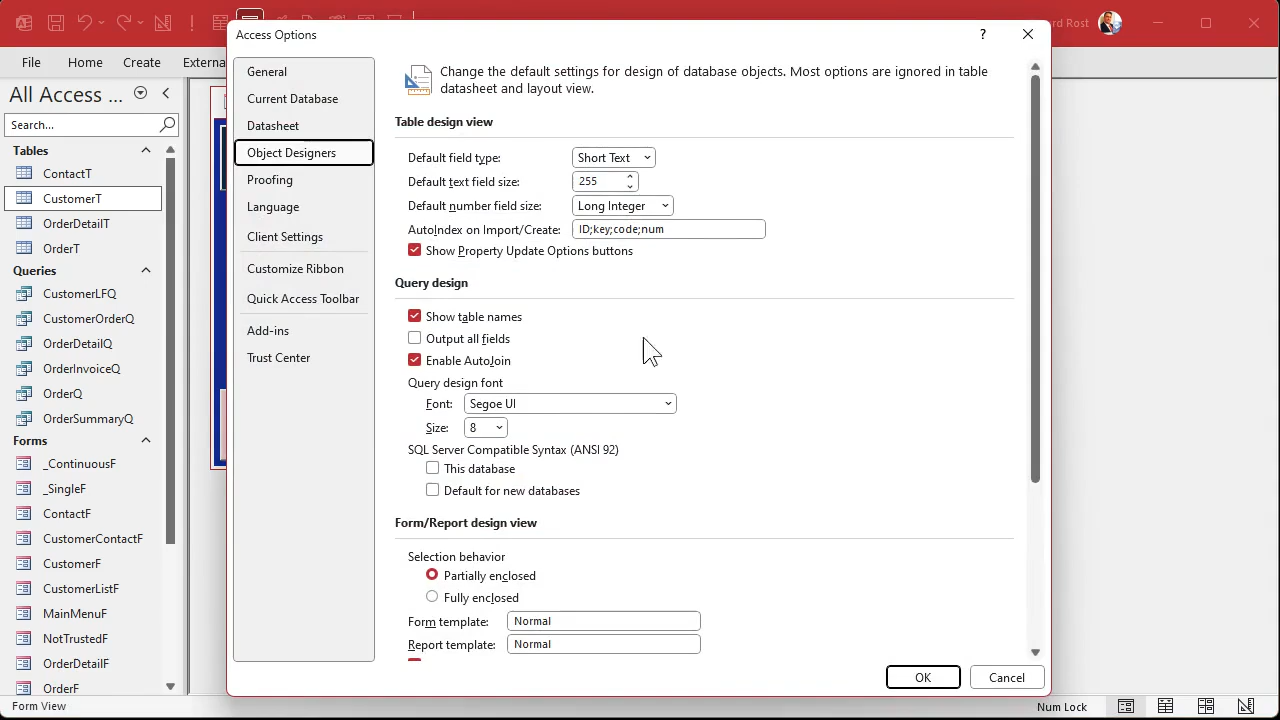 rd Rost
Access Options
?
File
Home
Create
Externa
All Access ...
Search...
Tables
ContactT
CustomerT
OrderDetailT
OrderT
Queries
CustomerLFQ
CustomerOrderQ
OrderDetailQ
OrderInvoiceQ
OrderQ
OrderSummaryQ
Forms
_ContinuousF
_SingleF
ContactF
CustomerContactF
CustomerF
CustomerListF
MainMenuF
NotTrustedF
OrderDetailF
OrderF
General
Current Database
Datasheet
Object Designers
Proofing
Language
Client Settings
Customize Ribbon
Quick Access Toolbar
Add-ins
Trust Center
Change the default settings for design of database objects. Most options are ignored in table
datasheet and layout view.
Table design view
Default field type: Short Text
Default text field size: 255
Default number field size: Long Integer
AutoIndex on Import/Create: ID;key;code;num
Show Property Update Options buttons
Query design
Show table names
Output all fields
Enable AutoJoin
Query design font
Font: Segoe UI
Size: 8
SQL Server Compatible Syntax (ANSI 92)
This database
Default for new databases
Form/Report design view
Selection behavior
Partially enclosed
Fully enclosed
Form template: Normal
Report template: Normal
OK
Cancel
Form View
Num Lock